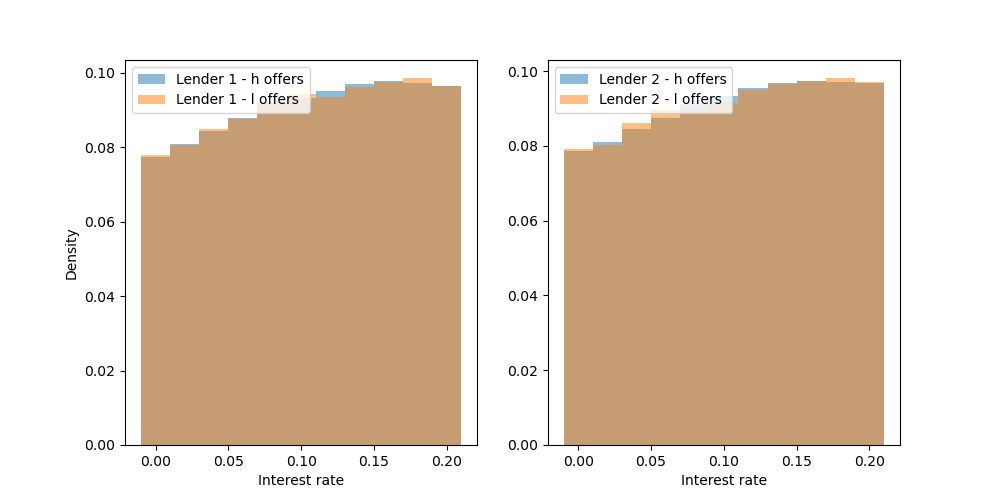 Lender 1 - h offers
Lender 1 - l offers
0.10
0.08
0.06
0.04
0.02
0.00
Density
0.00 0.05 0.10 0.15 0.20
Interest rate
Lender 2 - h offers
Lender 2 - l offers
0.10
0.08
0.06
0.04
0.02
0.00
0.00 0.05 0.10 0.15 0.20
Interest rate